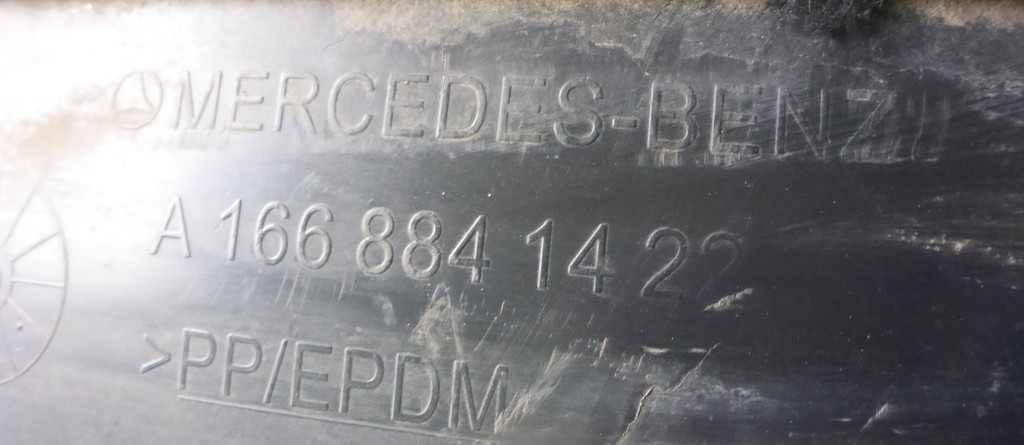 MERCEDES-BENZ
A 166 884 14 22
>PP/EPDM